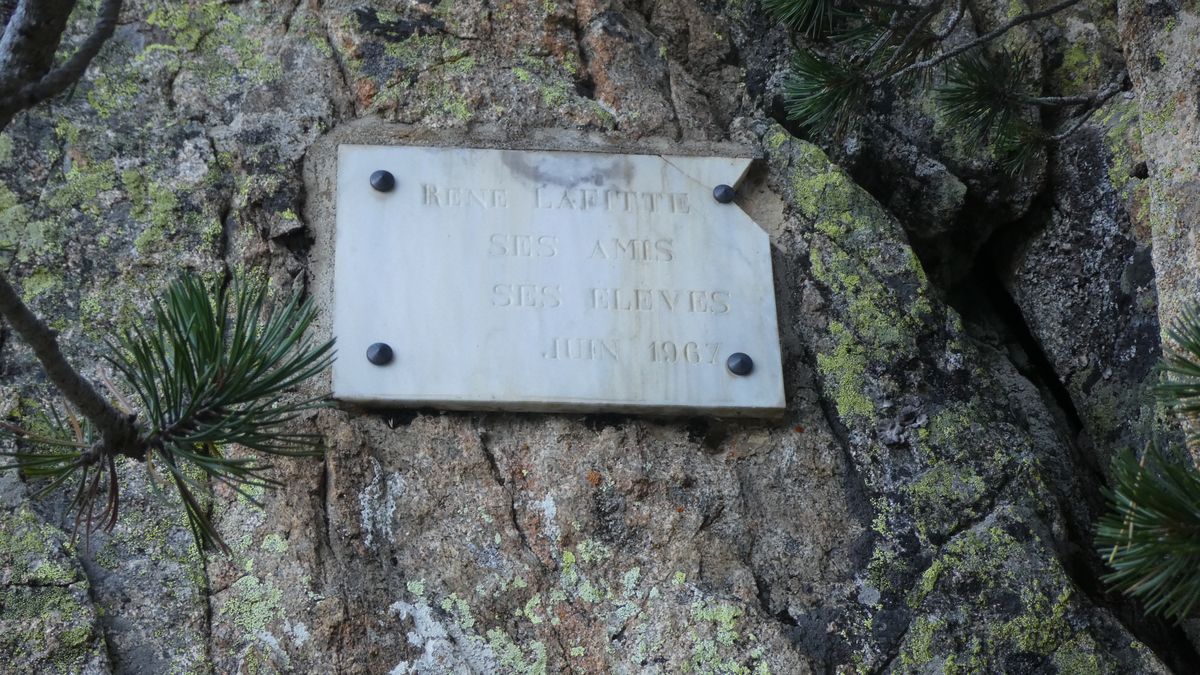 RENE LAFITTE
SES AMIS
SES ELEVES
JUIN 1967